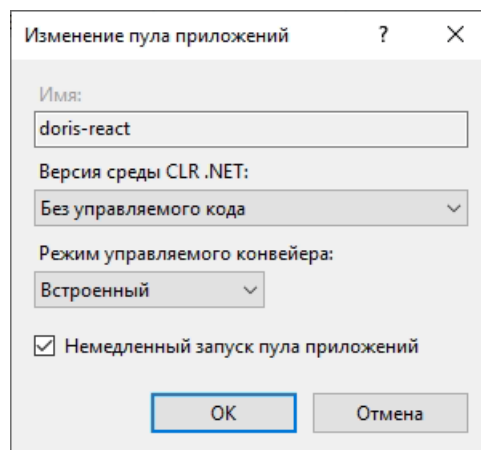 Изменение пула приложений
?
Имя:
doris-react
Версия среды CLR .NET:
Без управляемого кода
Режим управляемого конвейера:
Встроенный
Немедленный запуск пула приложений
ОК Отмена